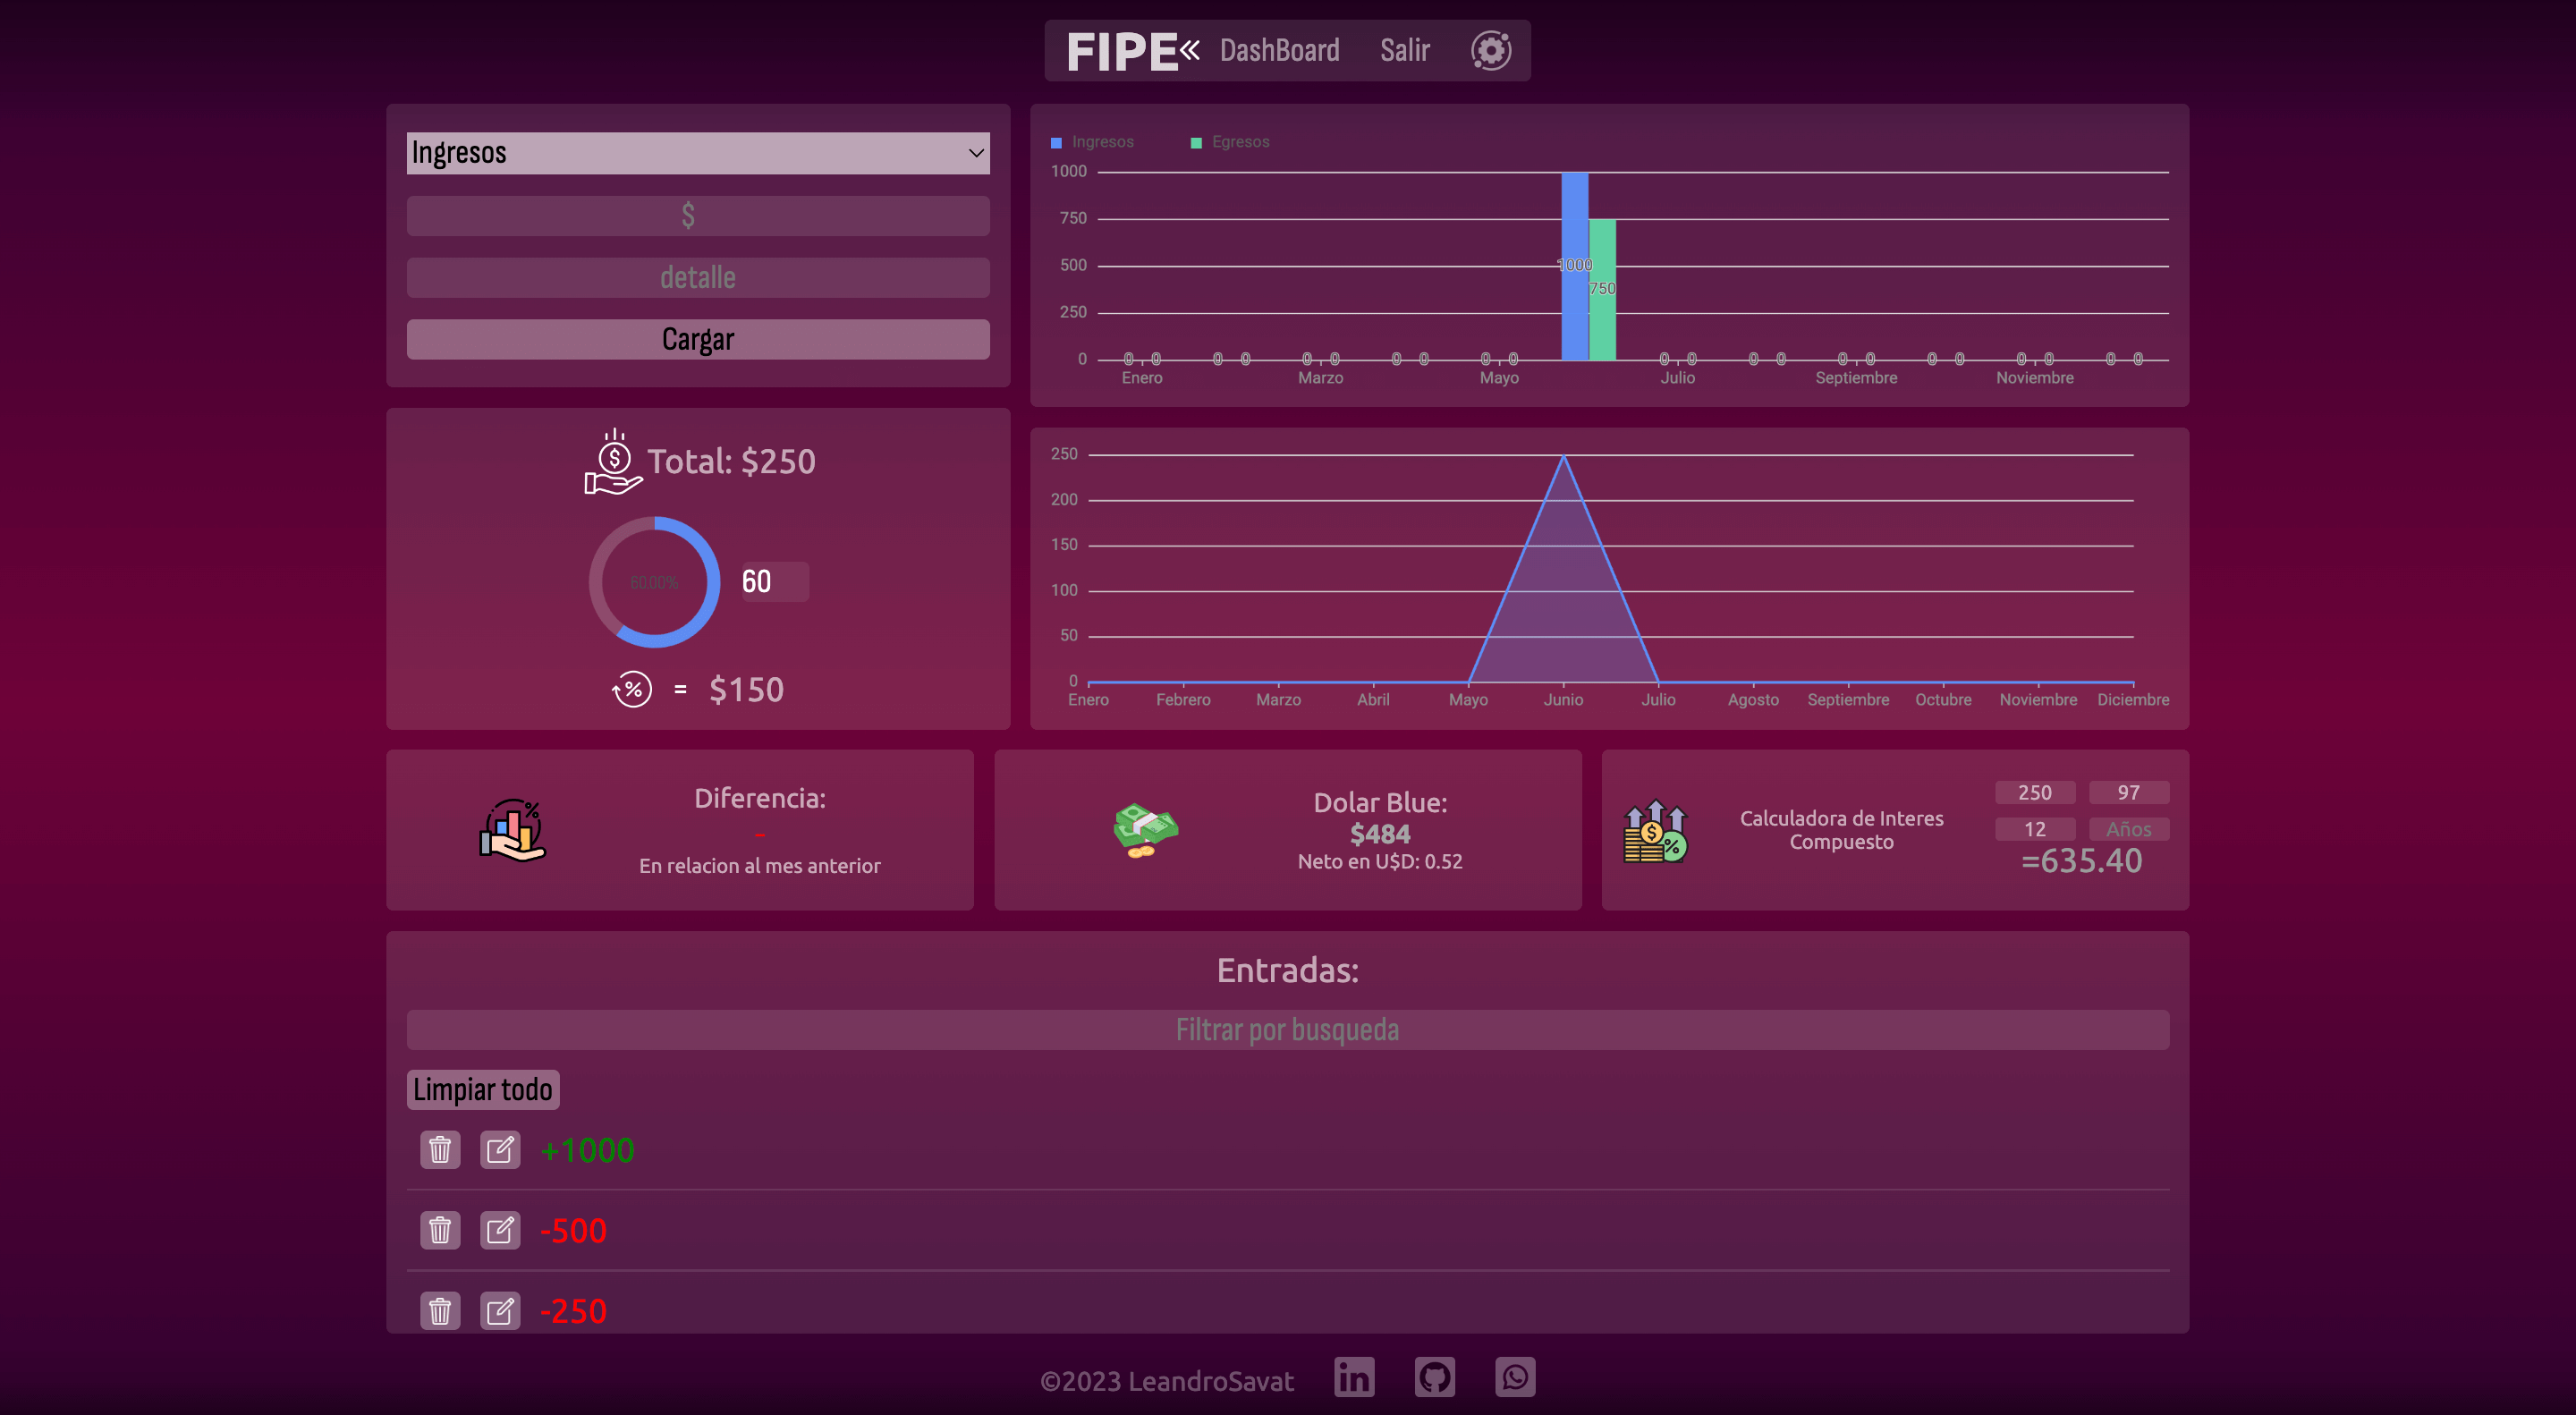 FIPE« DashBoard Salir
Ingresos
$
detalle
Cargar
Ingresos Egresos
1000
750
500
250
0
1000
750
0 0 0 0 0 0 0 0 0 0 0 0 0 0 0 0 0 0 0 0 0 0
Enero Marzo Mayo Julio Septiembre Noviembre
Total: $250
60.00%
60
% = $150
250
200
150
100
50
0
Enero Febrero Marzo Abril Mayo Junio Julio Agosto Septiembre Octubre Noviembre Diciembre
Diferencia:
-
En relacion al mes anterior
Dolar Blue:
$484
Neto en U$D: 0.52
Calculadora de Interes
Compuesto
250 97
12 Años
=635.40
Entradas:
Filtrar por busqueda
Limpiar todo
+1000
-500
-250
©2023 LeandroSavat